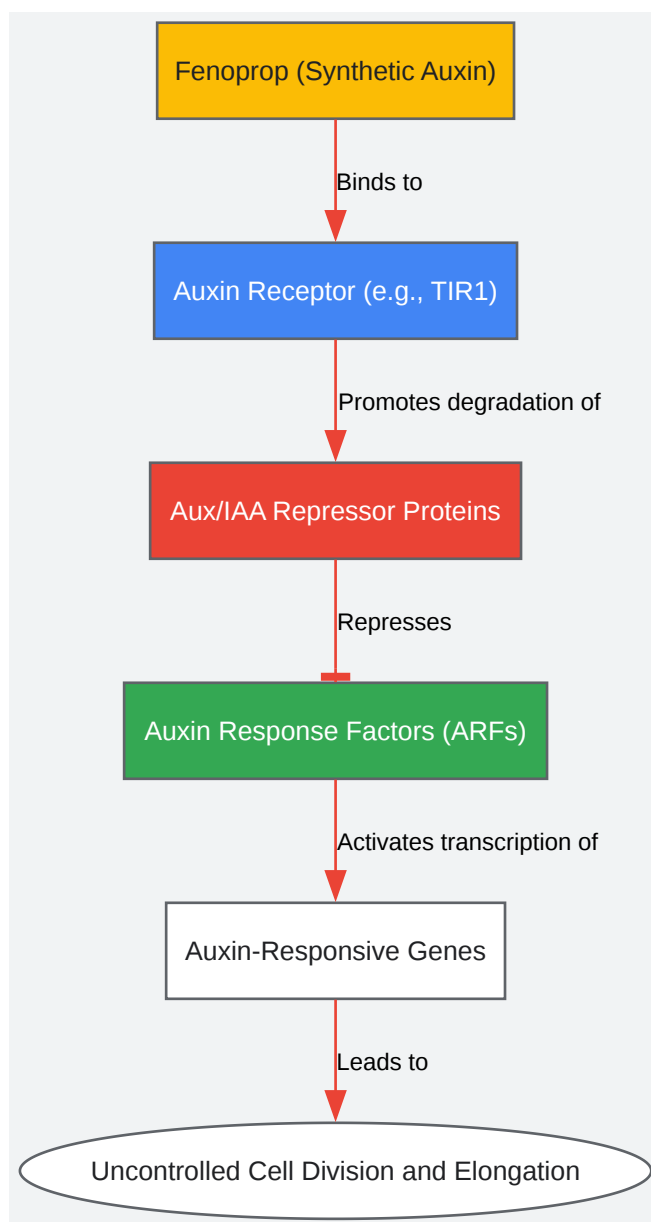 Fenoprop (Synthetic Auxin)
Binds to
Auxin Receptor (e.g., TIR1)
Promotes degradation of
Aux/IAA Repressor Proteins
Represses
Auxin Response Factors (ARFs)
Activates transcription of
Auxin-Responsive Genes
Leads to
Uncontrolled Cell Division and Elongation